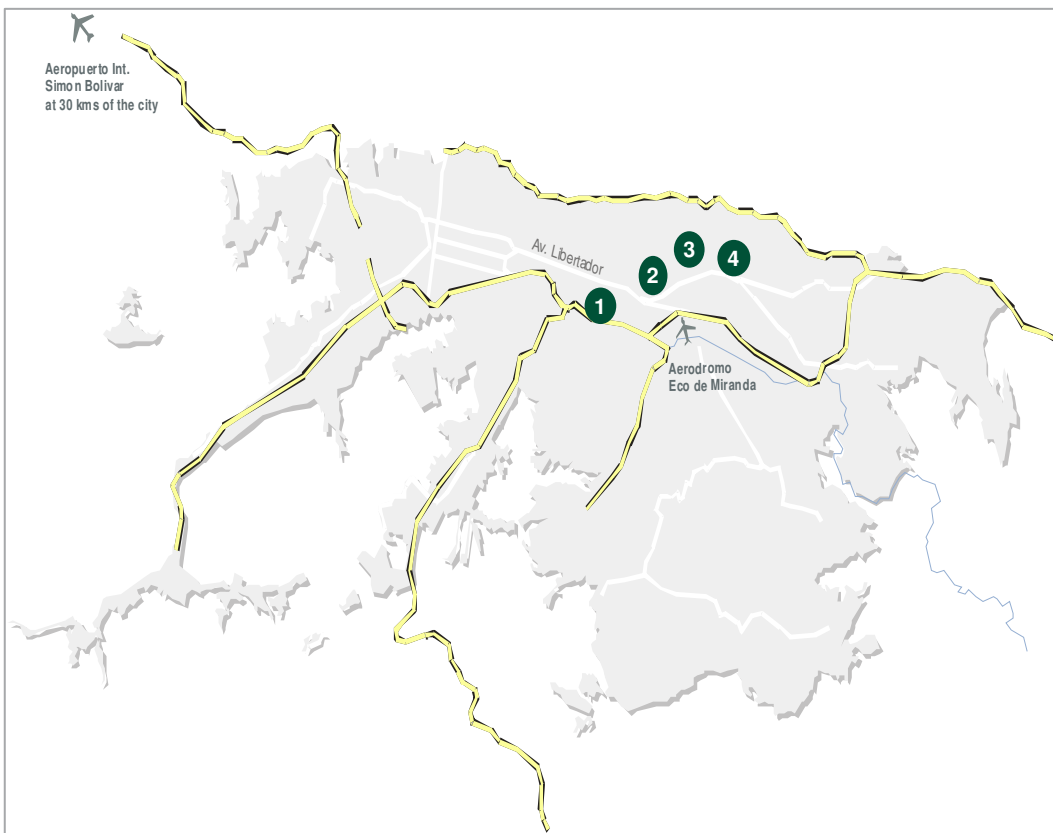 Aeropuerto Int.
Simon Bolivar
at 30 kms of the city
Av. Libertador
3
4
2
1
Aerodromo
Eco de Miranda